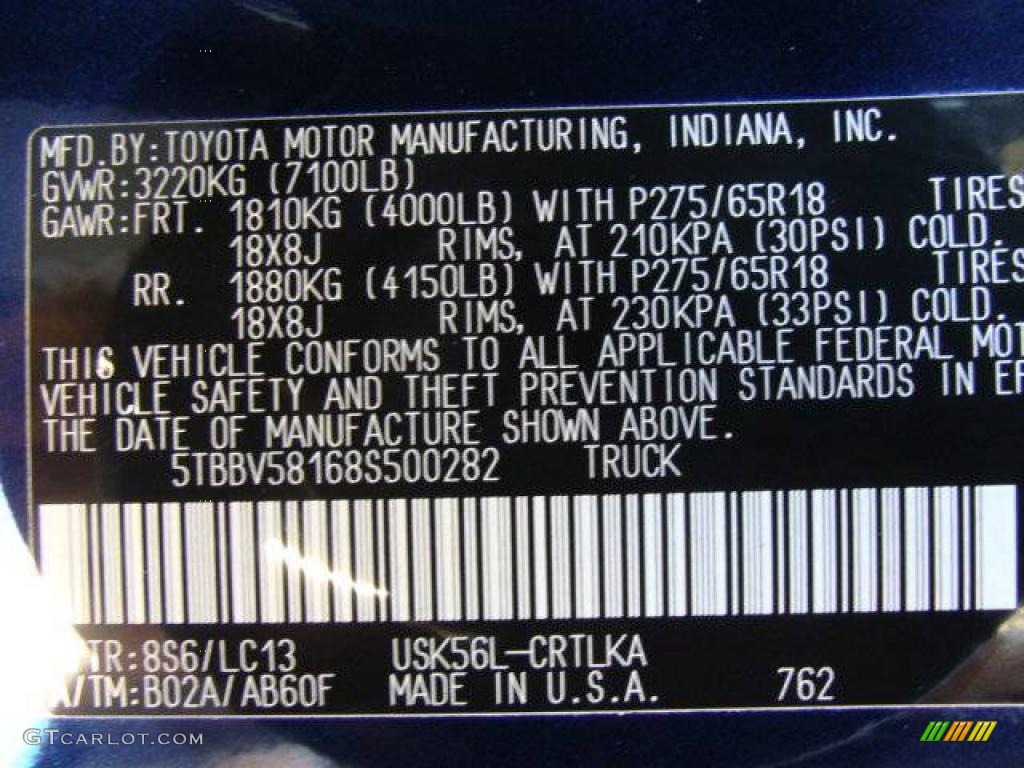 MFD.BY:TOYOTA MOTOR MANUFACTURING, INDIANA, INC.
GVWR:3220KG (7100LB)
GAWR:FRT. 1810KG (4000LB) WITH P275/65R18 TIRES
18X8J RIMS, AT 210KPA (30PSI) COLD.
RR. 1880KG (4150LB) WITH P275/65R18 TIRES
18X8J RIMS, AT 230KPA (33PSI) COLD.
THIS VEHICLE CONFORMS TO ALL APPLICABLE FEDERAL MOT
VEHICLE SAFETY AND THEFT PREVENTION STANDARDS IN EF
THE DATE OF MANUFACTURE SHOWN ABOVE.
5TBBV58168S500282 TRUCK
TR:8S6/LC13 USK56L-CRTLKA
A/TM:B02A/AB60F MADE IN U.S.A. 762
GTCARLOT.COM